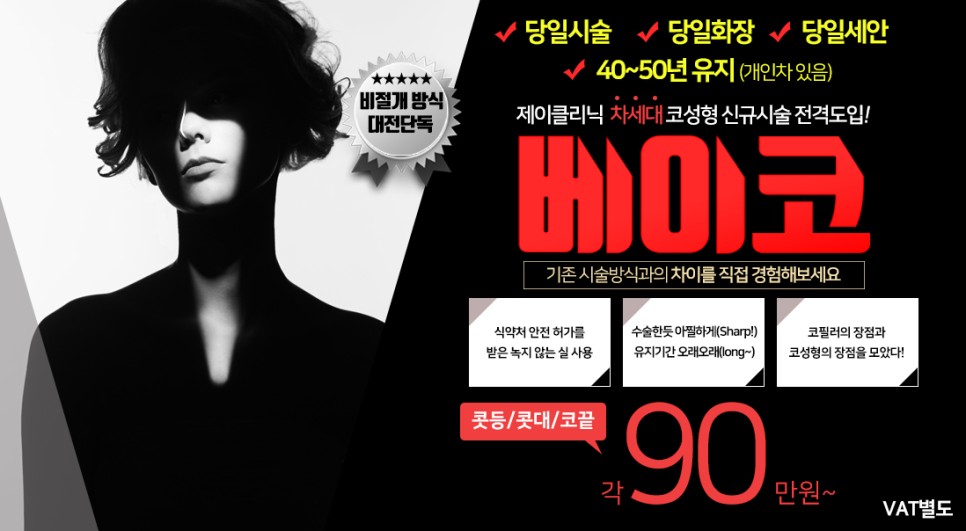 당일시술 당일화장 당일세안
40~50년 유지 (개인차 있음)
★★★★★
비절개 방식
대전단독
제이클리닉 차세대 코성형 신규시술 전격도입!
베이코
기존 시술방식과의 차이를 직접 경험해보세요
식약처 안전 허가를
받은 녹지 않는 실 사용
수술한듯 아찔하게(Sharp!)
유지기간 오래오래(long~)
코필러의 장점과
코성형의 장점을 모았다!
콧등/콧대/코끝
각 90 만원~
VAT별도